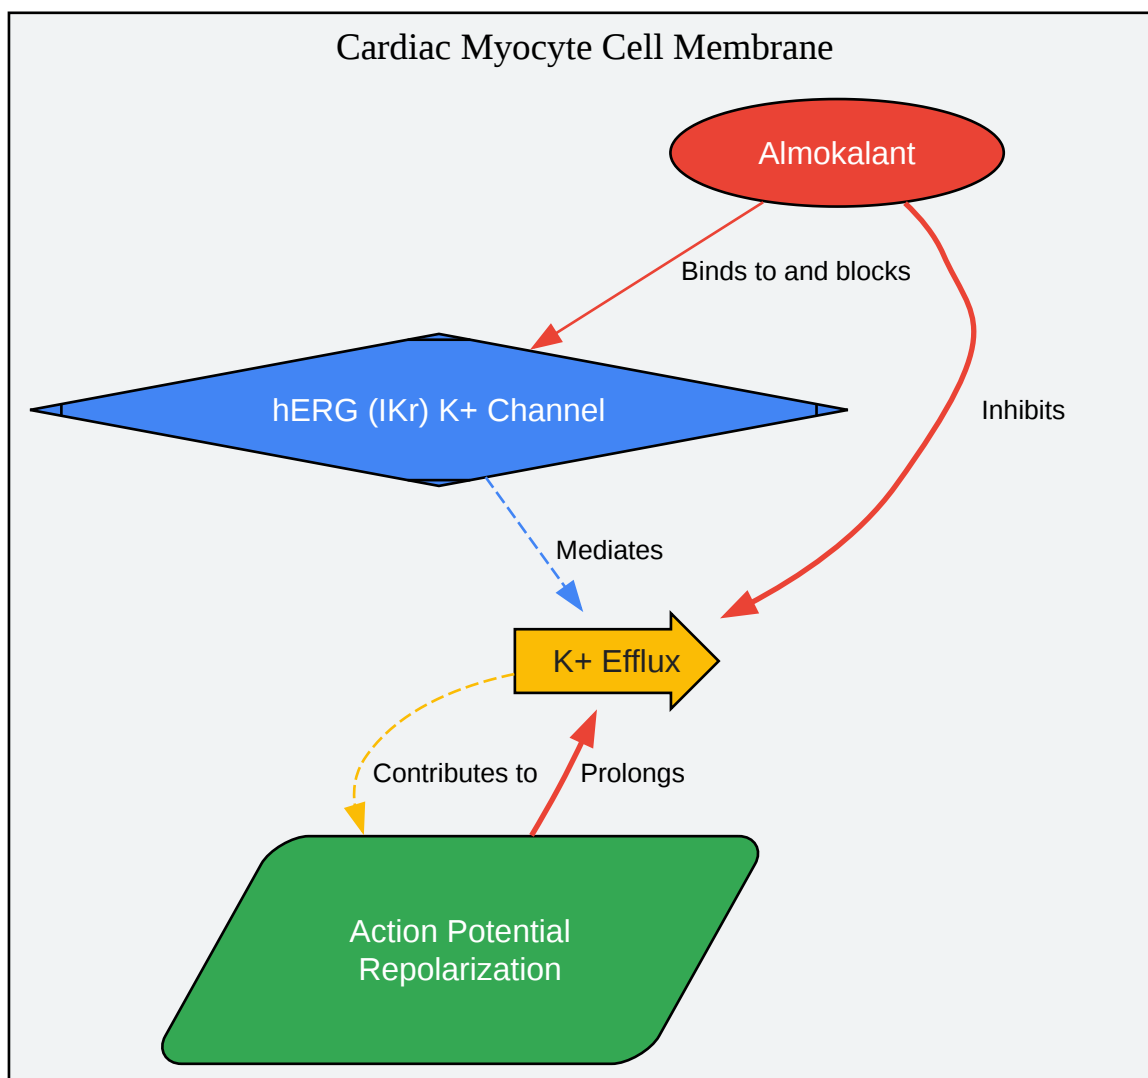 Cardiac Myocyte Cell Membrane
Almokalant
Binds to and blocks
hERG (IKr) K+ Channel
Inhibits
Mediates
K+ Efflux
Contributes to
Prolongs
Action Potential
Repolarization